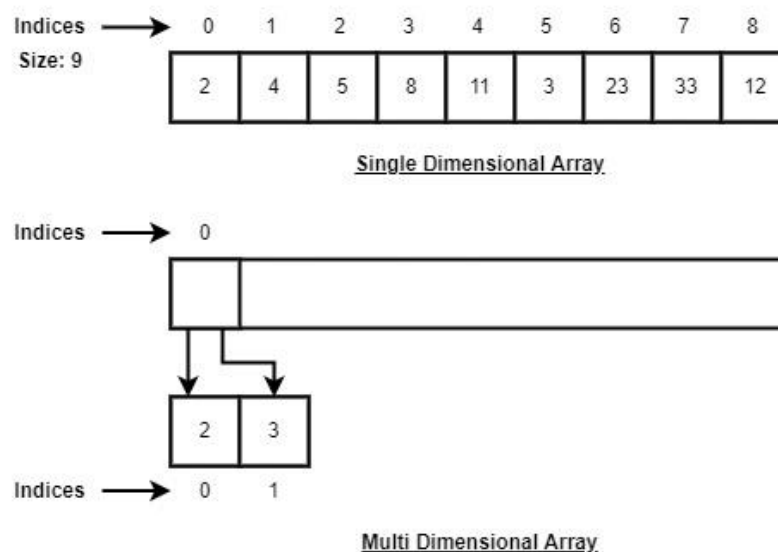 Indices 0 1 2 3 4 5 6 7 8
Size: 9
2 4 5 8 11 3 23 33 12
Single Dimensional Array
Indices 0
2 3
Indices 0 1
Multi Dimensional Array